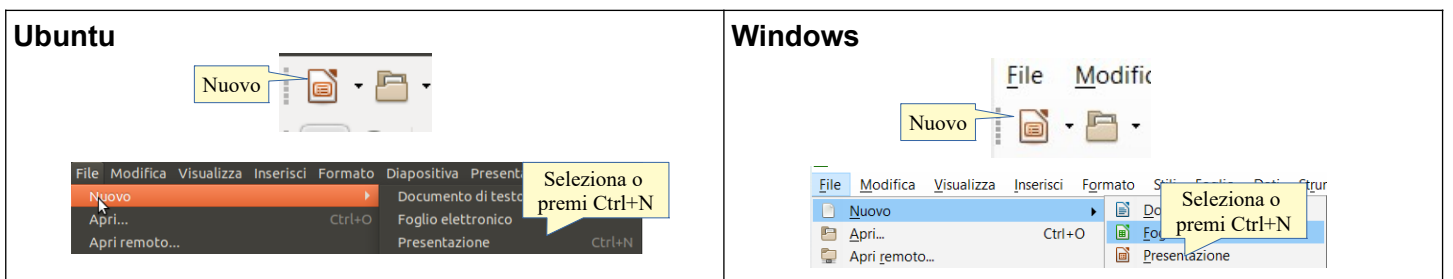 Ubuntu
Nuovo
File Modifica Visualizza Inserisci Formato Diapositiva
Nuovo
Documento di testo
Apri... Ctrl+O
Foglio elettronico
Apri remoto...
Presentazione Ctrl+N
Seleziona o
premi Ctrl+N
Windows
File
Nuovo
File Modifica Visualizza Inserisci Formato
Nuovo
Apri... Ctrl+O
Apri remoto...
Presentazione
Seleziona o
premi Ctrl+N